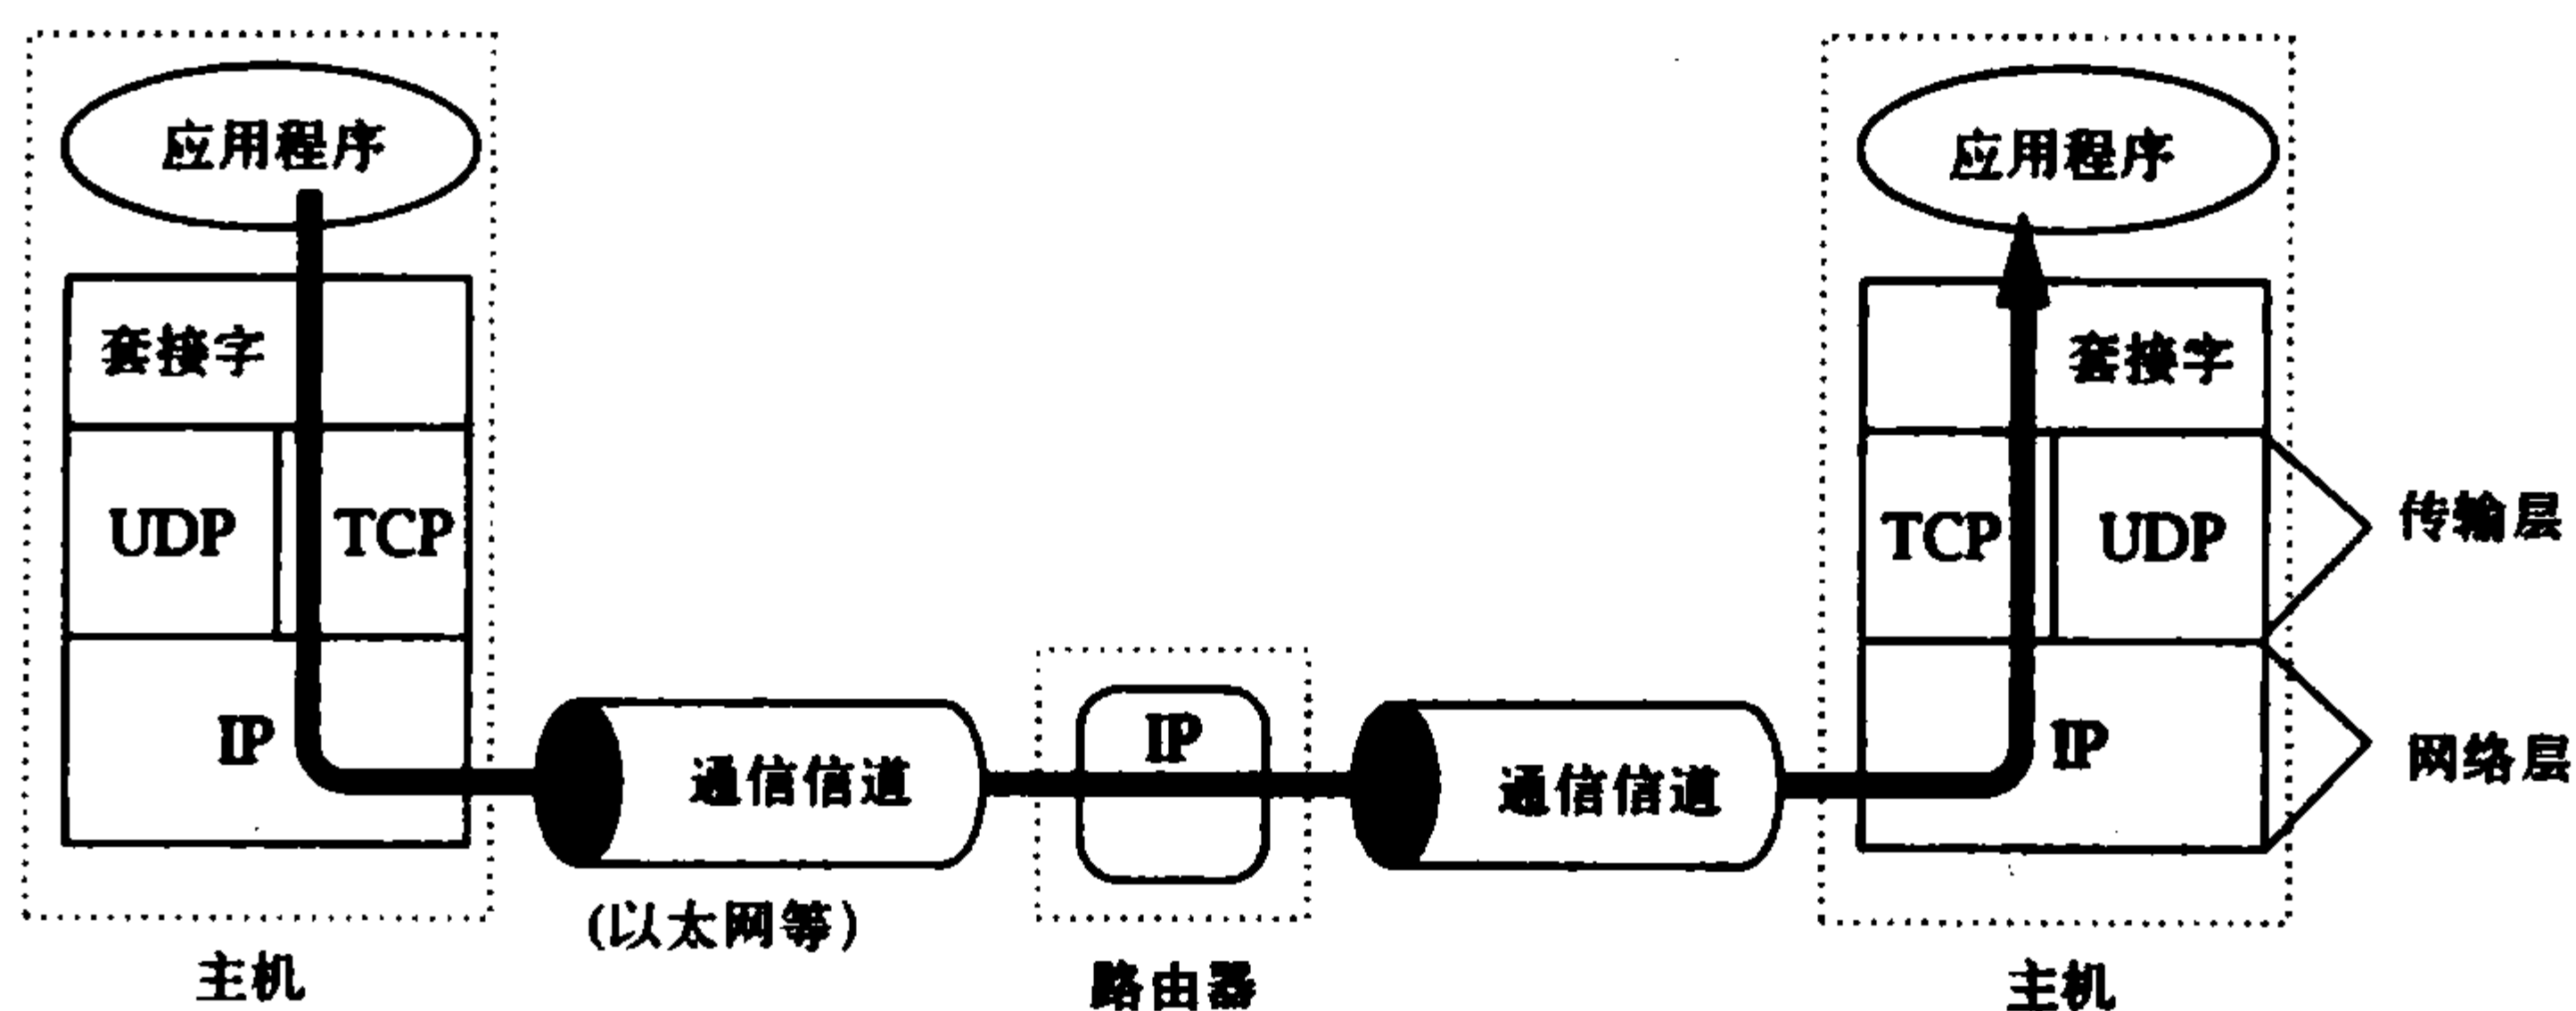 应用程序
应用程序
套接字
套接字
UDP
TCP
TCP
UDP
传输层
IP
通信信道
IP
通信信道
IP
网络层
(以太网等)
主机
路由器
主机